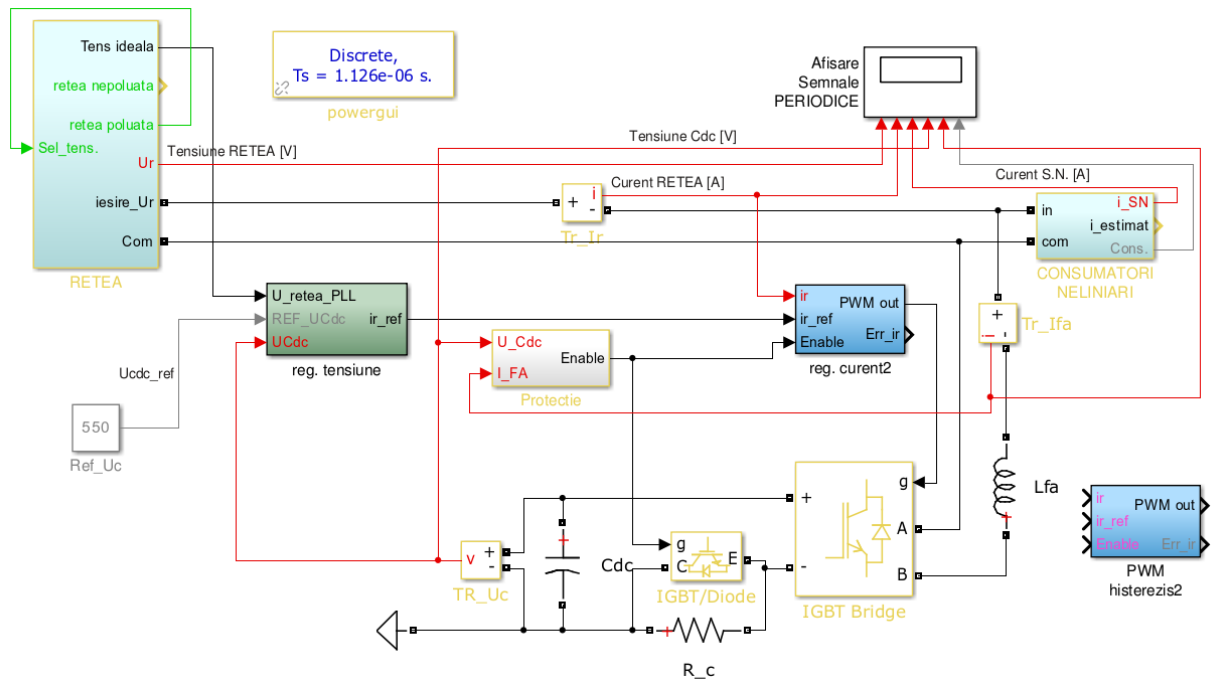 Tens ideala
retea nepoluata
retea poluata
Sel_tens.
Ur
iesire_Ur
Com
RETEA
Discrete,
Ts = 1.126e-06 s.
powergui
Afisare
Semnale
PERIODICE
Tensiune RETEA [V]
Tensiune Cdc [V]
Curent RETEA [A]
Curent S.N. [A]
+
i
-
Tr_Ir
in
com
i_SN
i_estimat
Cons.
CONSUMATORI
NELINIARI
U_retea_PLL
REF_UCdc
UCdc
ir_ref
reg. tensiune
Ucdc_ref
550
Ref_Uc
U_Cdc
I_FA
Enable
Protectie
ir
ir_ref
Enable
PWM out
Err_ir
reg. curent2
+
i
-
Tr_Ifa
Lfa
ir
ir_ref
Enable
PWM out
Err_ir
PWM
histerezis2
v
+
-
TR_Uc
Cdc
g
C
E
IGBT/Diode
+
-
g
A
B
IGBT Bridge
R_c